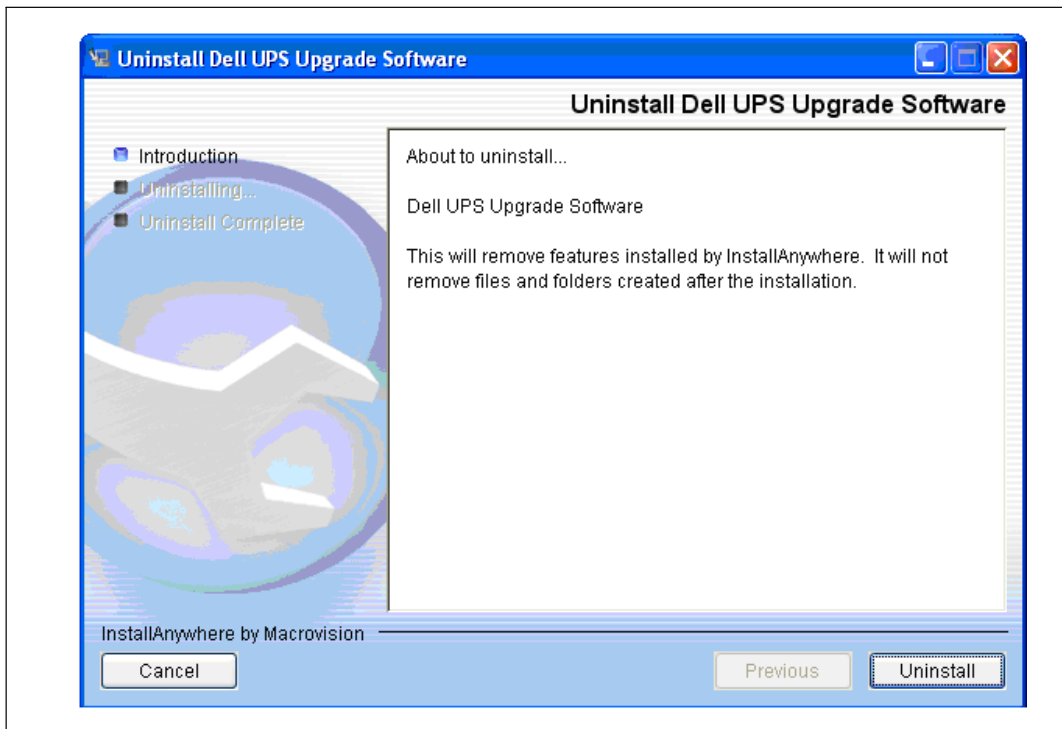 Uninstall Dell UPS Upgrade Software
Uninstall Dell UPS Upgrade Software
Introduction
Uninstalling...
Uninstall Complete
About to uninstall...
Dell UPS Upgrade Software
This will remove features installed by InstallAnywhere.  It will not
remove files and folders created after the installation.
InstallAnywhere by Macrovision
Cancel
Previous
Uninstall